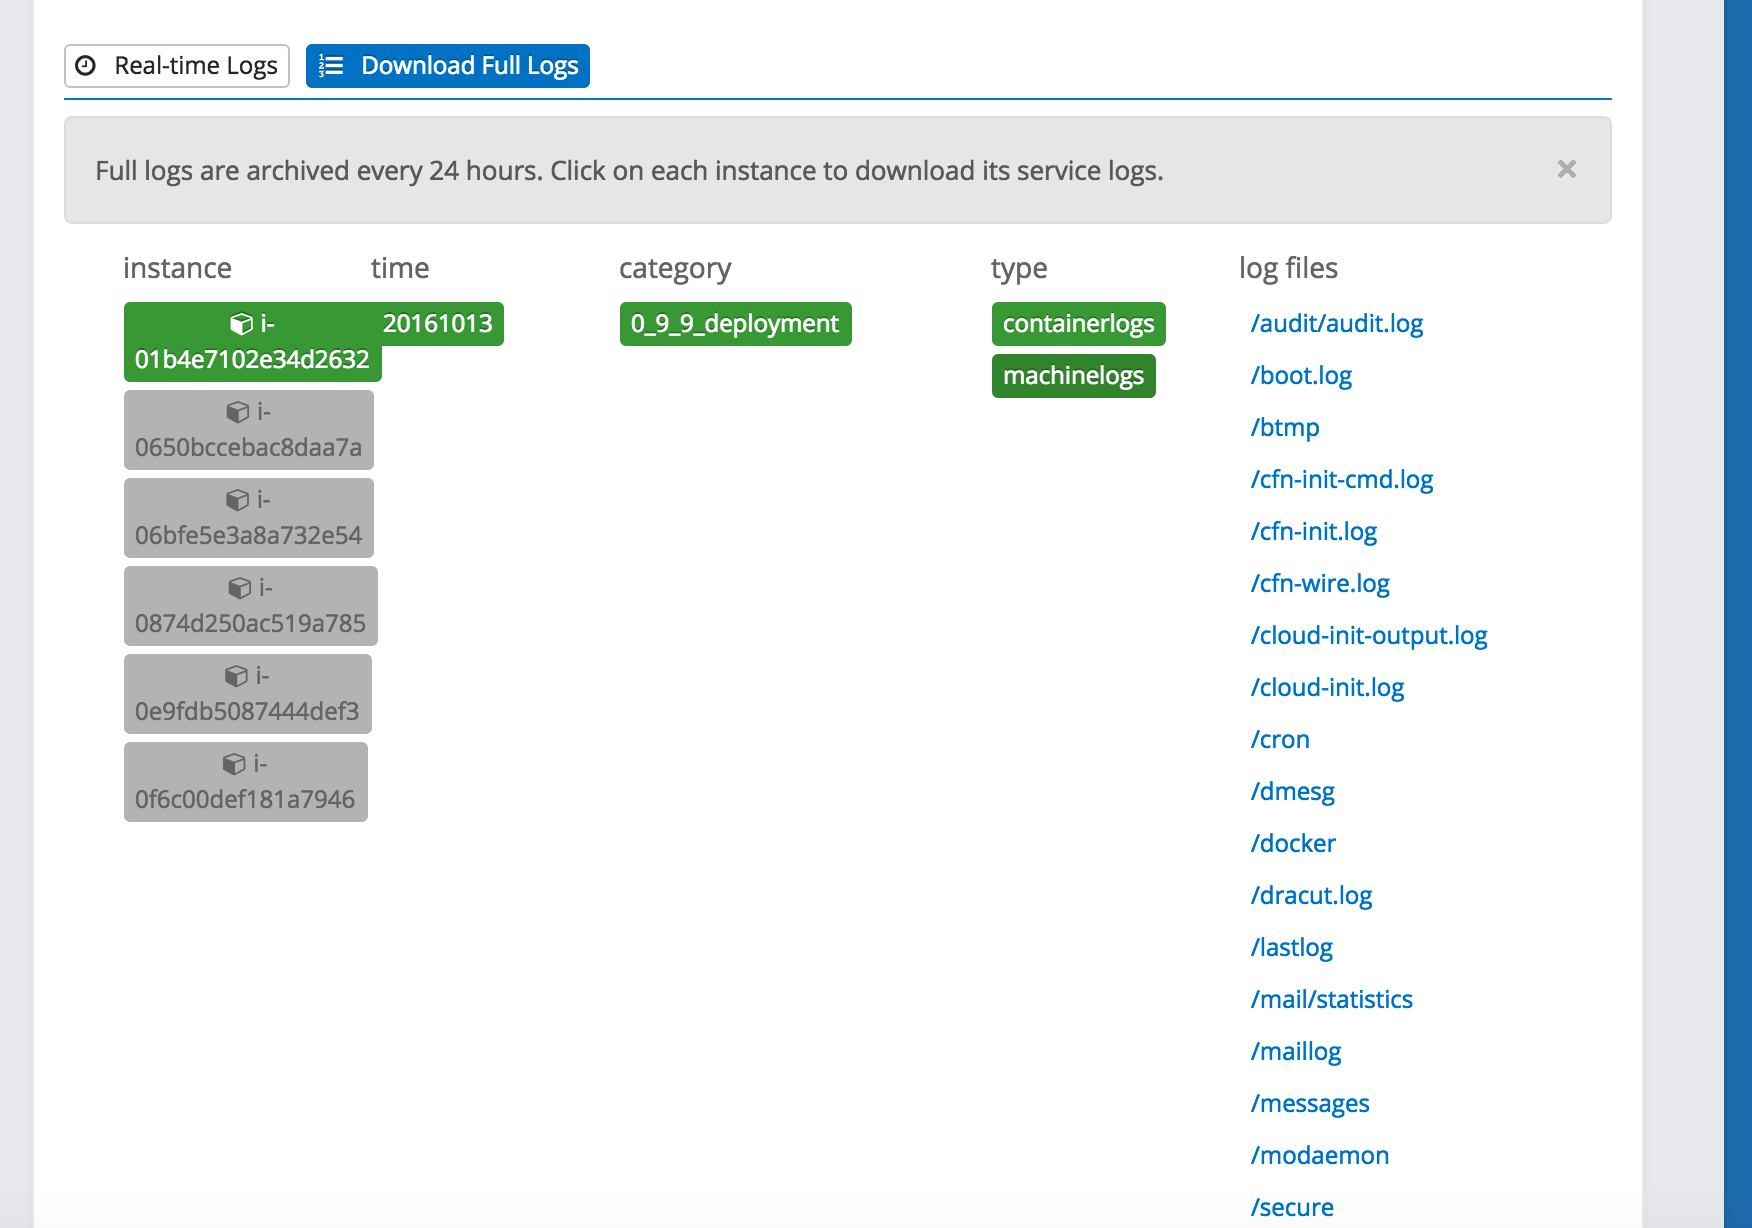 Real-time Logs
Download Full Logs
Full logs are archived every 24 hours. Click on each instance to download its service logs.
instance
time
category
type
log files
i-
01b4e7102e34d2632
0650bccebac8daa7a
i-
06bfe5e3a8a732e54
i-
0874d250ac519a785
i-
0e9fdb5087444def3
i-
0f6c00def181a7946
i-
20161013
0_9_9_deployment
containerlogs
machinelogs
/audit/audit.log
/boot.log
/btmp
/cfn-init-cmd.log
/cfn-init.log
/cfn-wire.log
/cloud-init-output.log
/cloud-init.log
/cron
/dmesg
/docker
/dracut.log
/lastlog
/mail/statistics
/maillog
/messages
/modaemon
/secure